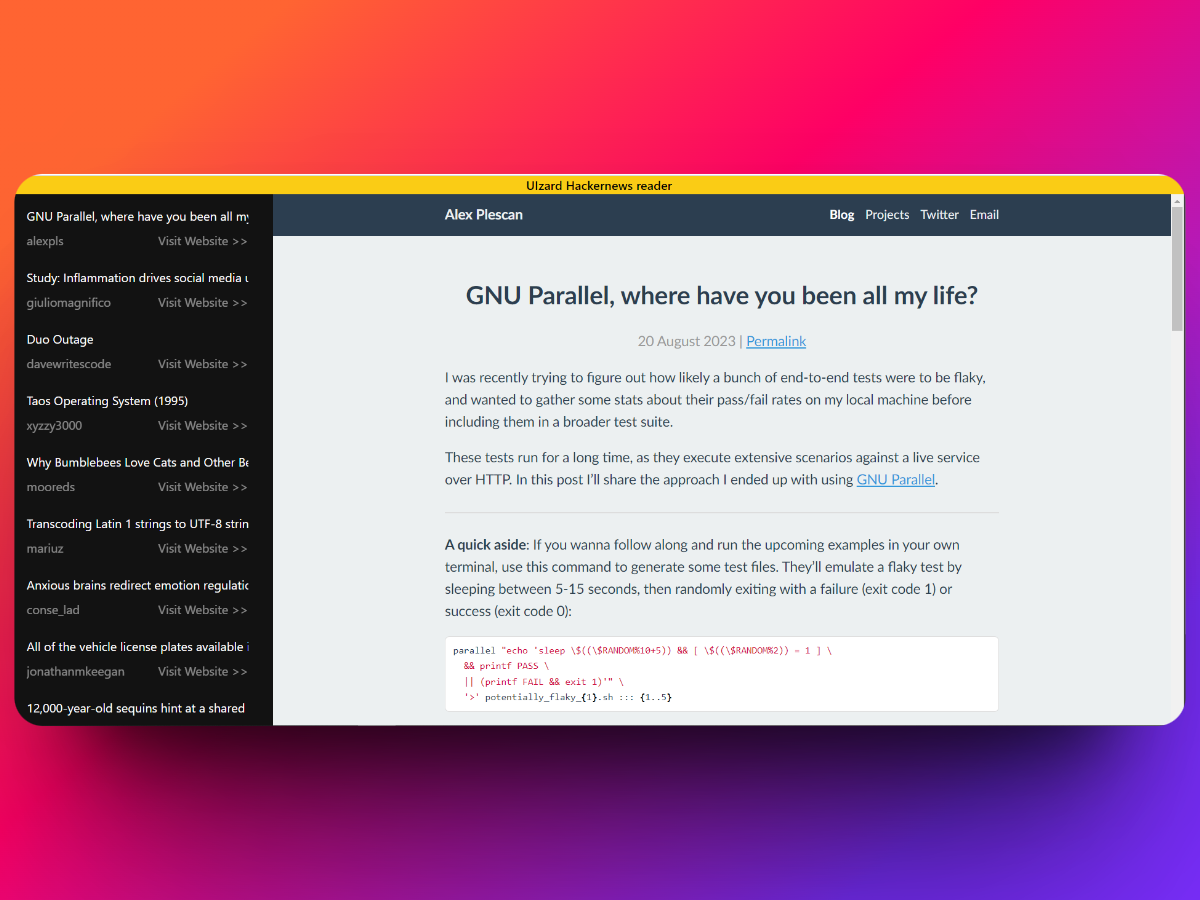 UIzard Hackernews reader
GNU Parallel, where have you been all my
alexpls Visit Website >>
Study: Inflammation drives social media u
giuliomagnifico Visit Website >>
Duo Outage
davewritescode Visit Website >>
Taos Operating System (1995)
xyzzy3000 Visit Website >>
Why Bumblebees Love Cats and Other Be
mooreds Visit Website >>
Transcoding Latin 1 strings to UTF-8 strin
mariuz Visit Website >>
Anxious brains redirect emotion regulatio
conse_lad Visit Website >>
All of the vehicle license plates available i
jonathanmkeegan Visit Website >>
12,000-year-old sequins hint at a shared
Alex Plescan Blog Projects Twitter Email
GNU Parallel, where have you been all my life?
20 August 2023 | Permalink
I was recently trying to figure out how likely a bunch of end-to-end tests were to be flaky,
and wanted to gather some stats about their pass/fail rates on my local machine before
including them in a broader test suite.
These tests run for a long time, as they execute extensive scenarios against a live service
over HTTP. In this post I'll share the approach I ended up with using GNU Parallel.
A quick aside: If you wanna follow along and run the upcoming examples in your own
terminal, use this command to generate some test files. They'll emulate a flaky test by
sleeping between 5-15 seconds, then randomly exiting with a failure (exit code 1) or
success (exit code 0):
parallel "echo 'sleep \$((\$RANDOM%10+5)) && [ \$((\$RANDOM%2)) = 1 ] \
&& printf PASS \
|| (printf FAIL && exit 1)'" \
'>' potentially_flaky_{1}.sh ::: {1..5}